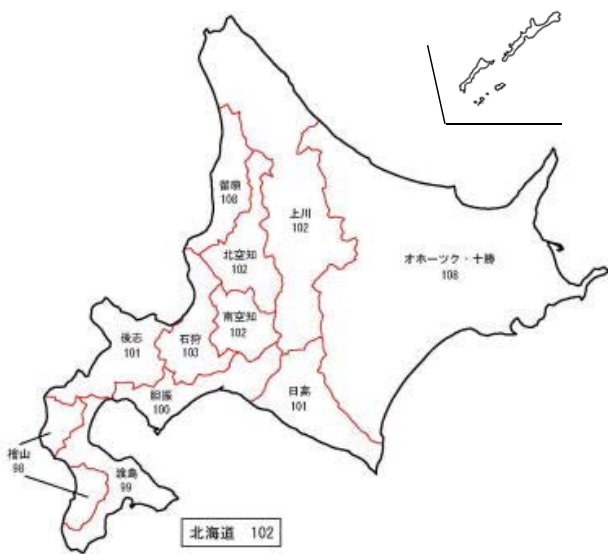 留萌
108
上川
102
オホーツク・十勝
108
北空知
102
南空知
102
後志
101
石狩
103
胆振
100
日高
101
檜山
98
渡島
99
北海道 102